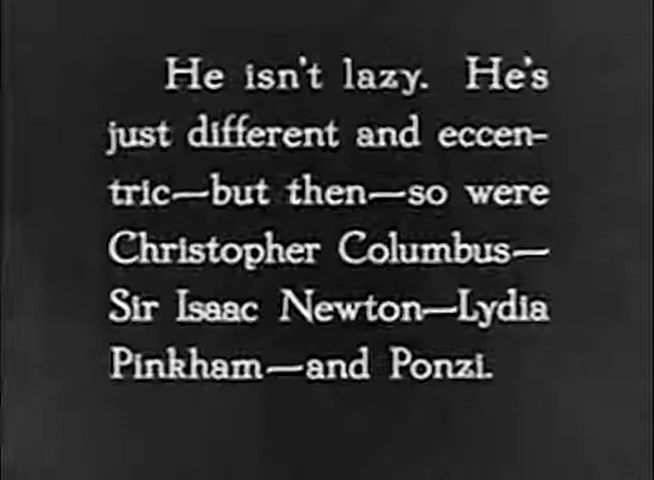 He isn't lazy. He's
just different and eccen-
tric—but then—so were
Christopher Columbus—
Sir Isaac Newton—Lydia
Pinkham—and Ponzi.